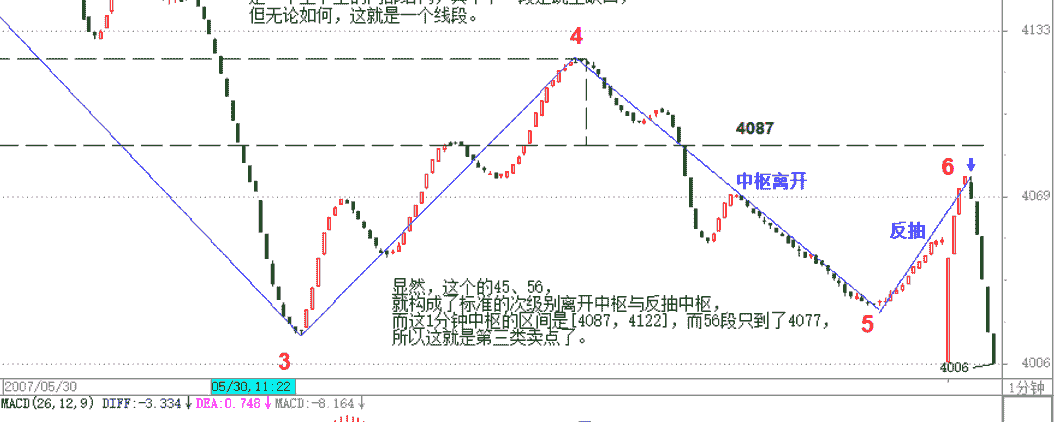 但无论如何，这就是一个线段。
4133
4
4087
6
中枢离开
4069
反抽
显然，这个的45、56，
就构成了标准的次级别离开中枢与反抽中枢，
而这1分钟中枢的区间是[4087，4122]，而56段只到了4077，
所以这就是第三类卖点了。
5
3
4006
4006
2007/05/30
05/30,11:22
1分钟
MACD(26,12,9) DIFF:-3.334↓ DEA:0.748↓ MACD:-8.164↓